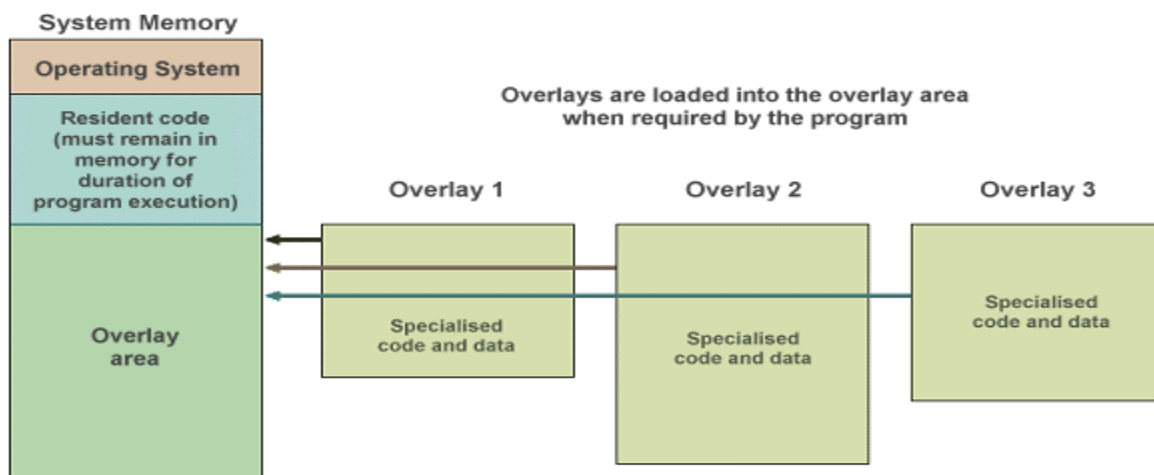 System Memory
Operating System
Resident code
(must remain in
memory for
duration of
program execution)
Overlay
area
Overlays are loaded into the overlay area
when required by the program
Overlay 1
Specialised
code and data
Overlay 2
Specialised
code and data
Overlay 3
Specialised
code and data